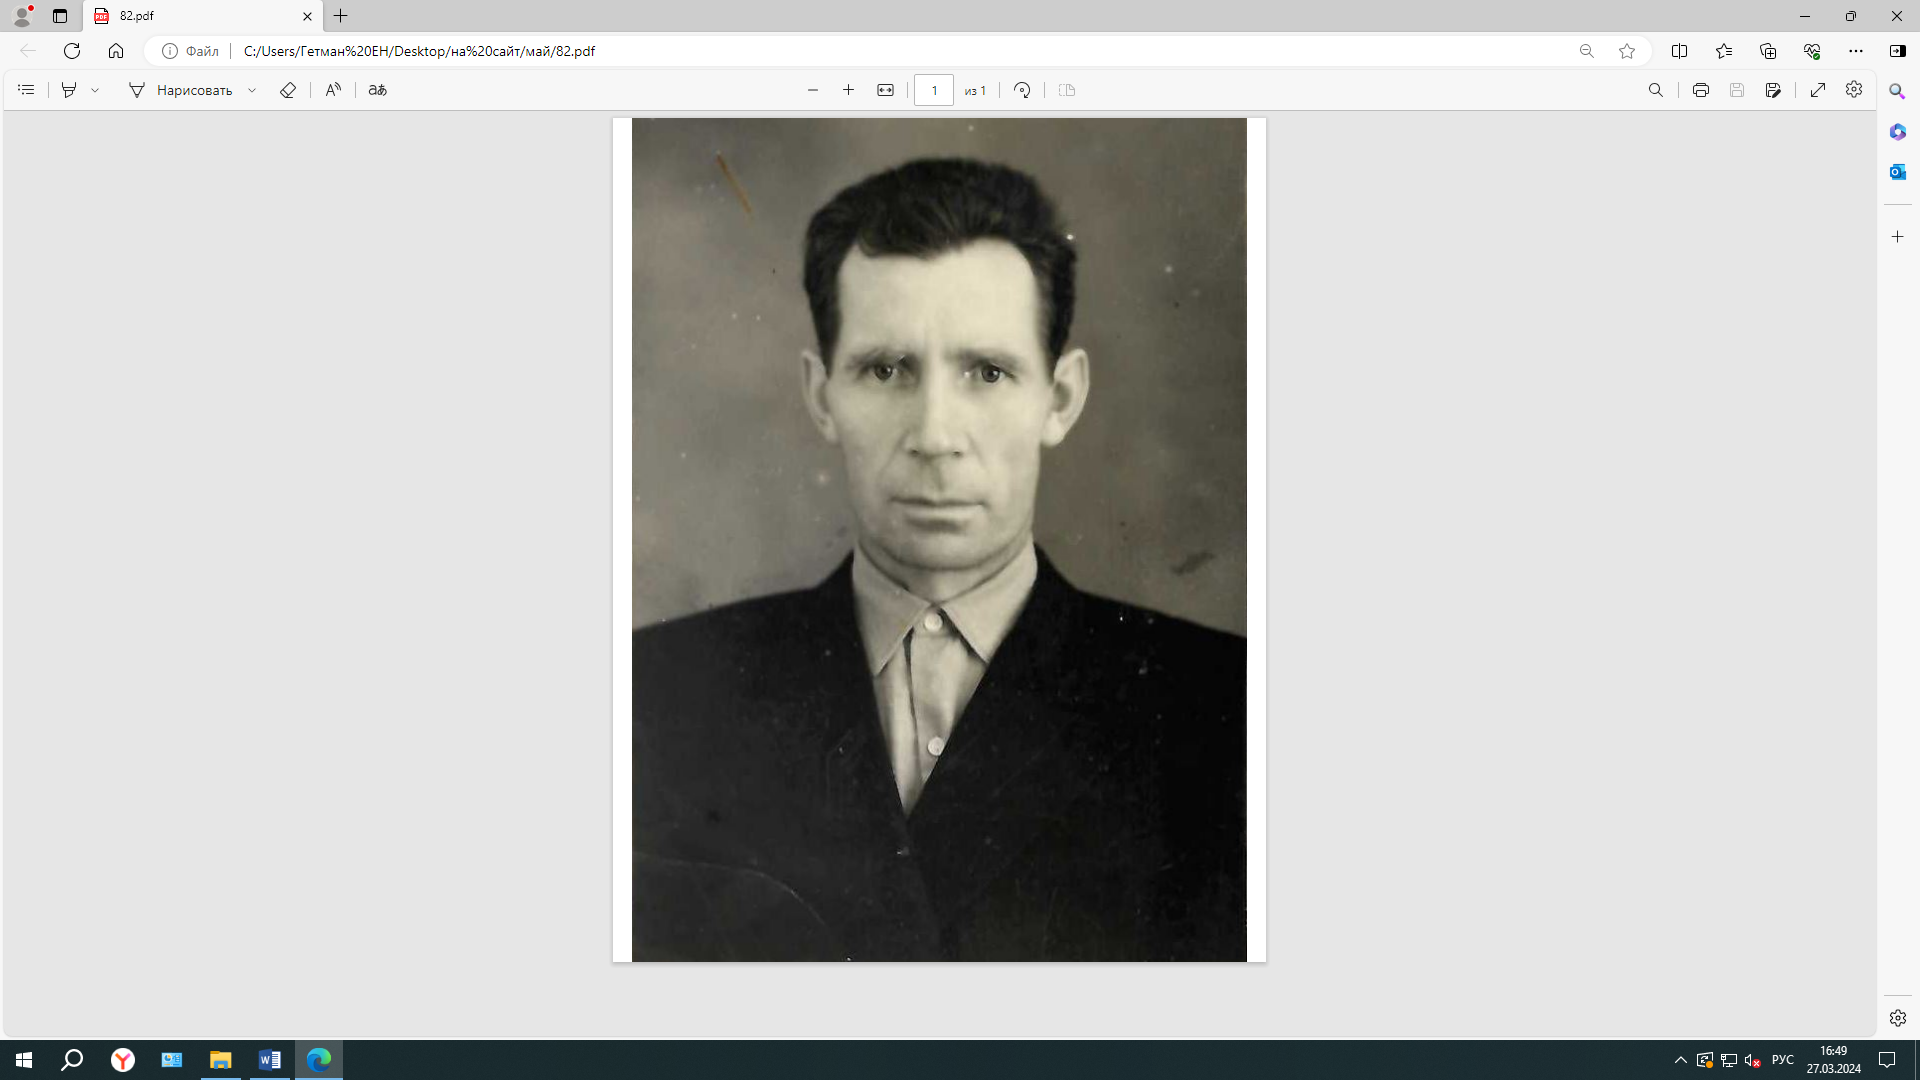 82.pdf
Файл
C:/Users/Гетман%20ЕН/Desktop/на%20сайт/май/82.pdf
Нарисовать
1 из 1
РУС
16:49
27.03.2024